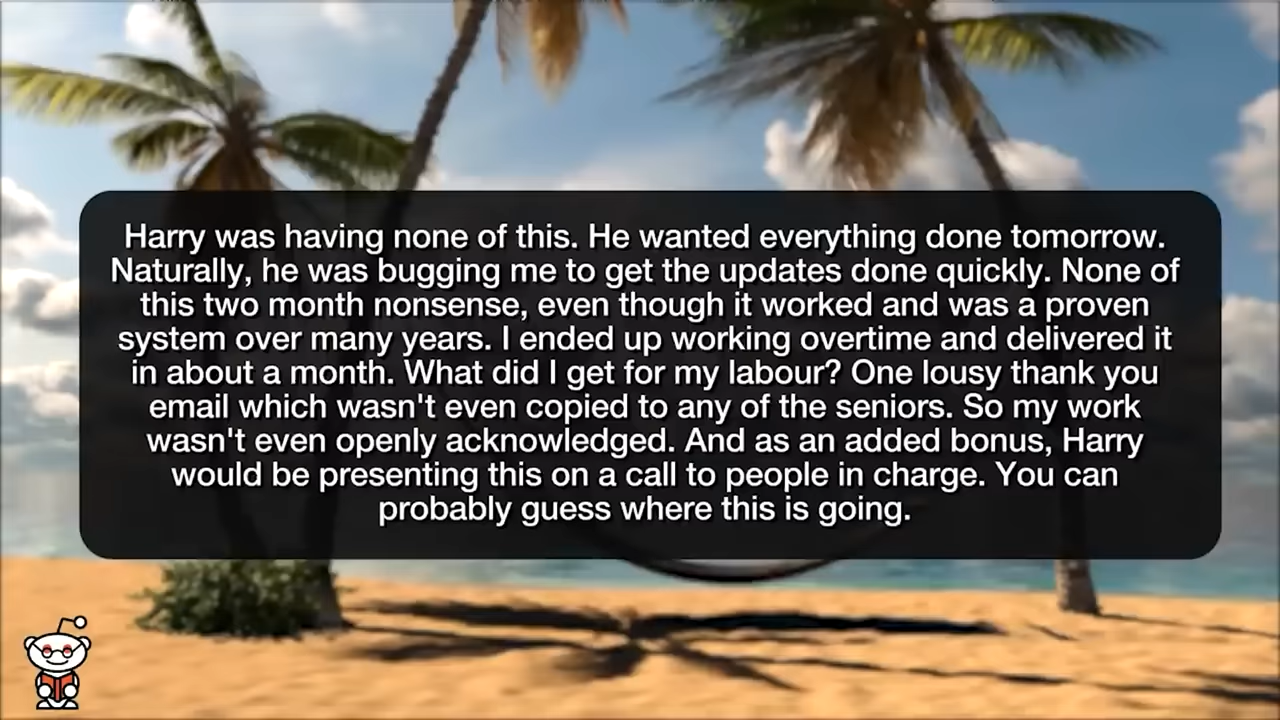 Harry was having none of this. He wanted everything done tomorrow.
Naturally, he was bugging me to get the updates done quickly. None of
this two month nonsense, even though it worked and was a proven
system over many years. I ended up working overtime and delivered it
in about a month. What did I get for my labour? One lousy thank you
email which wasn't even copied to any of the seniors. So my work
wasn't even openly acknowledged. And as an added bonus, Harry
would be presenting this on a call to people in charge. You can
probably guess where this is going.